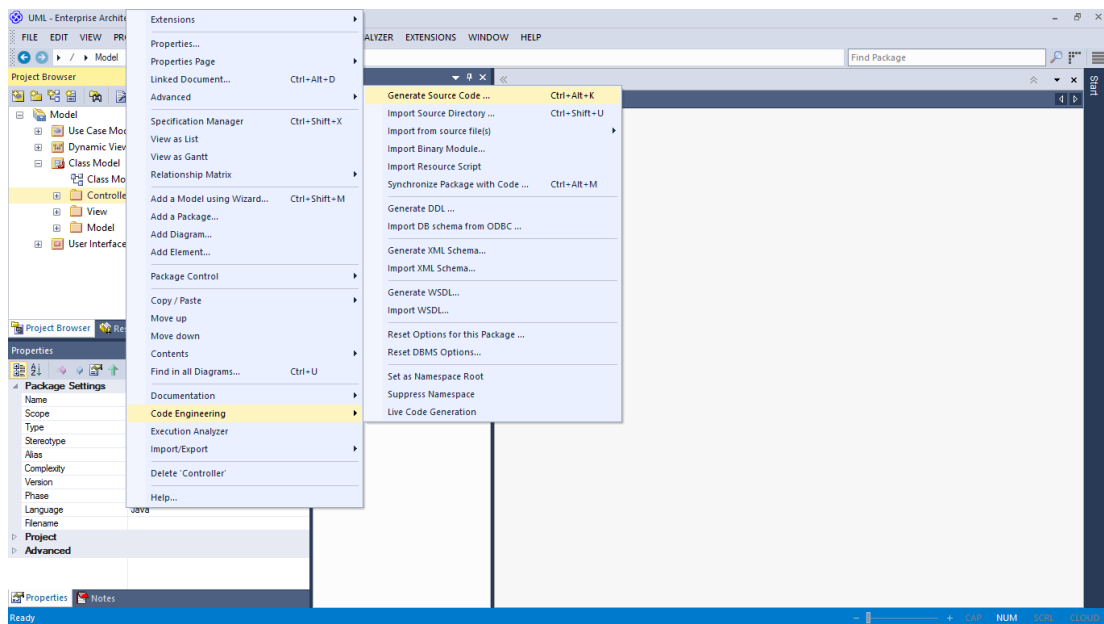 UML - Enterprise Archite
FILE EDIT VIEW PR
ALYZER EXTENSIONS WINDOW HELP
/ Model
Find Package
Project Browser
Model
Use Case Mod
Dynamic View
Class Model
Class Mo
Controlle
View
Model
User Interface
Project Browser Res
Properties
Package Settings
Name
Scope
Type
Stereotype
Alias
Complexity
Version
Phase
Language Java
Filename
Project
Advanced
Properties Notes
Extensions
Properties...
Properties Page
Linked Document... Ctrl+Alt+D
Advanced
Specification Manager Ctrl+Shift+X
View as List
View as Gantt
Relationship Matrix
Add a Model using Wizard... Ctrl+Shift+M
Add a Package...
Add Diagram...
Add Element...
Package Control
Copy / Paste
Move up
Move down
Contents
Find in all Diagrams... Ctrl+U
Documentation
Code Engineering
Execution Analyzer
Import/Export
Delete 'Controller'
Help...
Generate Source Code ... Ctrl+Alt+K
Import Source Directory ... Ctrl+Shift+U
Import from source file(s)
Import Binary Module...
Import Resource Script
Synchronize Package with Code ... Ctrl+Alt+M
Generate DDL ...
Import DB schema from ODBC ...
Generate XML Schema...
Import XML Schema...
Generate WSDL...
Import WSDL...
Reset Options for this Package ...
Reset DBMS Options...
Set as Namespace Root
Suppress Namespace
Live Code Generation
Start
Ready
CAP NUM SCRL CLOUD